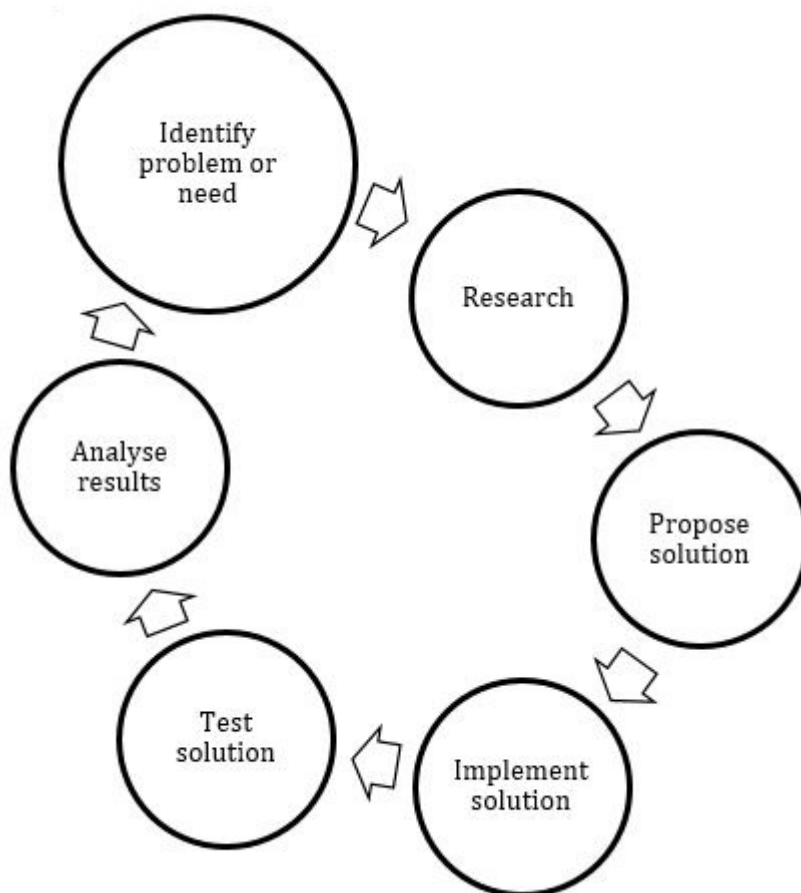 Identify
problem or
need
Research
Propose
solution
Implement
solution
Test
solution
Analyse
results